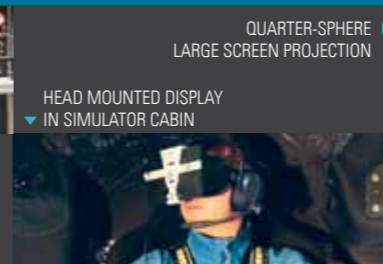 QUARTER-SPHERE
LARGE SCREEN PROJECTION
HEAD MOUNTED DISPLAY
IN SIMULATOR CABIN